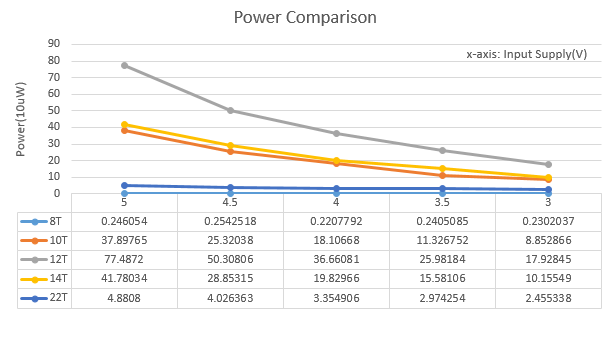 Power Comparison
x-axis: Input Supply(V)
Power(10uW)
90
80
70
60
50
40
30
20
10
0
5 4.5 4 3.5 3
8T 0.246054 0.2542518 0.2207792 0.2405085 0.2302037
10T 37.89765 25.32038 18.10668 11.326752 8.852866
12T 77.4872 50.30806 36.66081 25.98184 17.92845
14T 41.78034 28.85315 19.82966 15.58106 10.15549
22T 4.8808 4.026363 3.354906 2.974254 2.455338